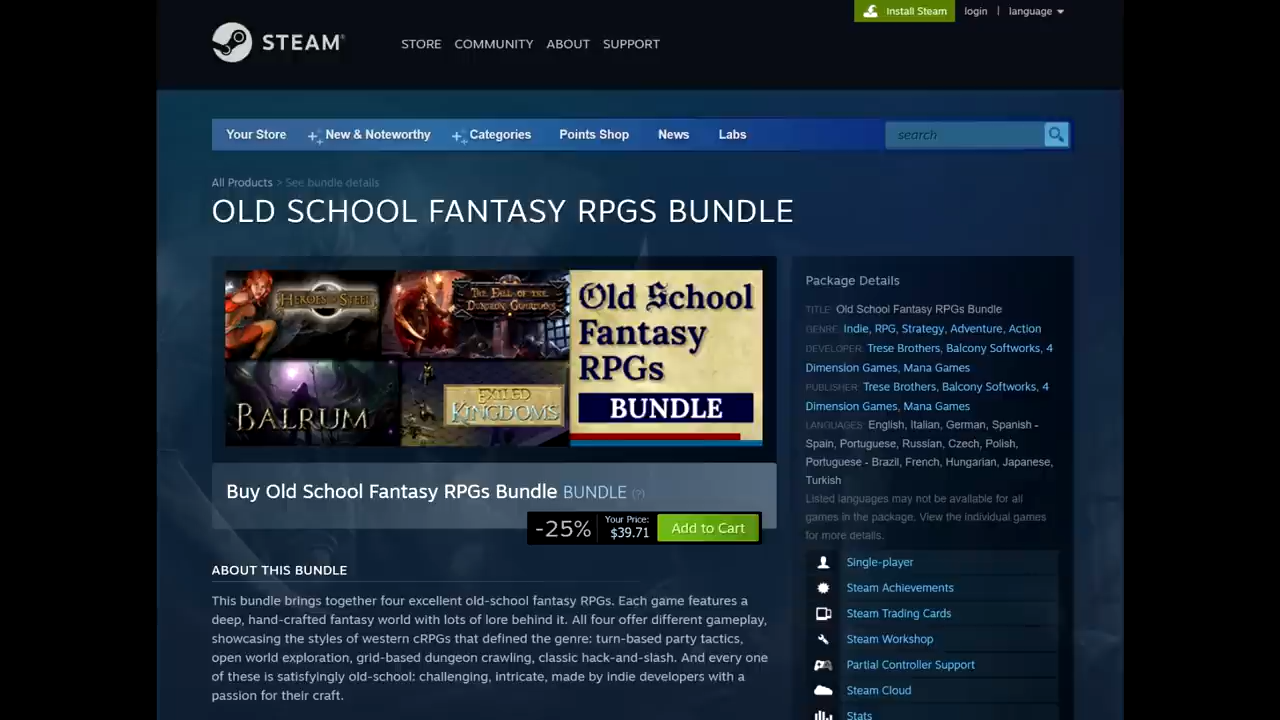 Install Steam
login | language
STEAM®
STORE COMMUNITY ABOUT SUPPORT
Your Store New & Noteworthy Categories Points Shop News Labs
search
All Products > See bundle details
OLD SCHOOL FANTASY RPGS BUNDLE
HEROES OF STEEL
THE FALL OF THE
DUNGEON GUARDIANS
BALRUM
EXILED
KINGDOMS
Old School
Fantasy
RPGs
BUNDLE
Buy Old School Fantasy RPGs Bundle BUNDLE (?)
-25%
Your Price:
$39.71
Add to Cart
ABOUT THIS BUNDLE
This bundle brings together four excellent old-school fantasy RPGs. Each game features a
deep, hand-crafted fantasy world with lots of lore behind it. All four offer different gameplay,
showcasing the styles of western cRPGs that defined the genre: turn-based party tactics,
open world exploration, grid-based dungeon crawling, classic hack-and-slash. And every one
of these is satisfyingly old-school: challenging, intricate, made by indie developers with a
passion for their craft.
Package Details
TITLE: Old School Fantasy RPGs Bundle
GENRE: Indie, RPG, Strategy, Adventure, Action
DEVELOPER: Trese Brothers, Balcony Softworks, 4
Dimension Games, Mana Games
PUBLISHER: Trese Brothers, Balcony Softworks, 4
Dimension Games, Mana Games
LANGUAGES: English, Italian, German, Spanish -
Spain, Portuguese, Russian, Czech, Polish,
Portuguese - Brazil, French, Hungarian, Japanese,
Turkish
Listed languages may not be available for all
games in the package. View the individual games
for more details.
Single-player
Steam Achievements
Steam Trading Cards
Steam Workshop
Partial Controller Support
Steam Cloud
Stats